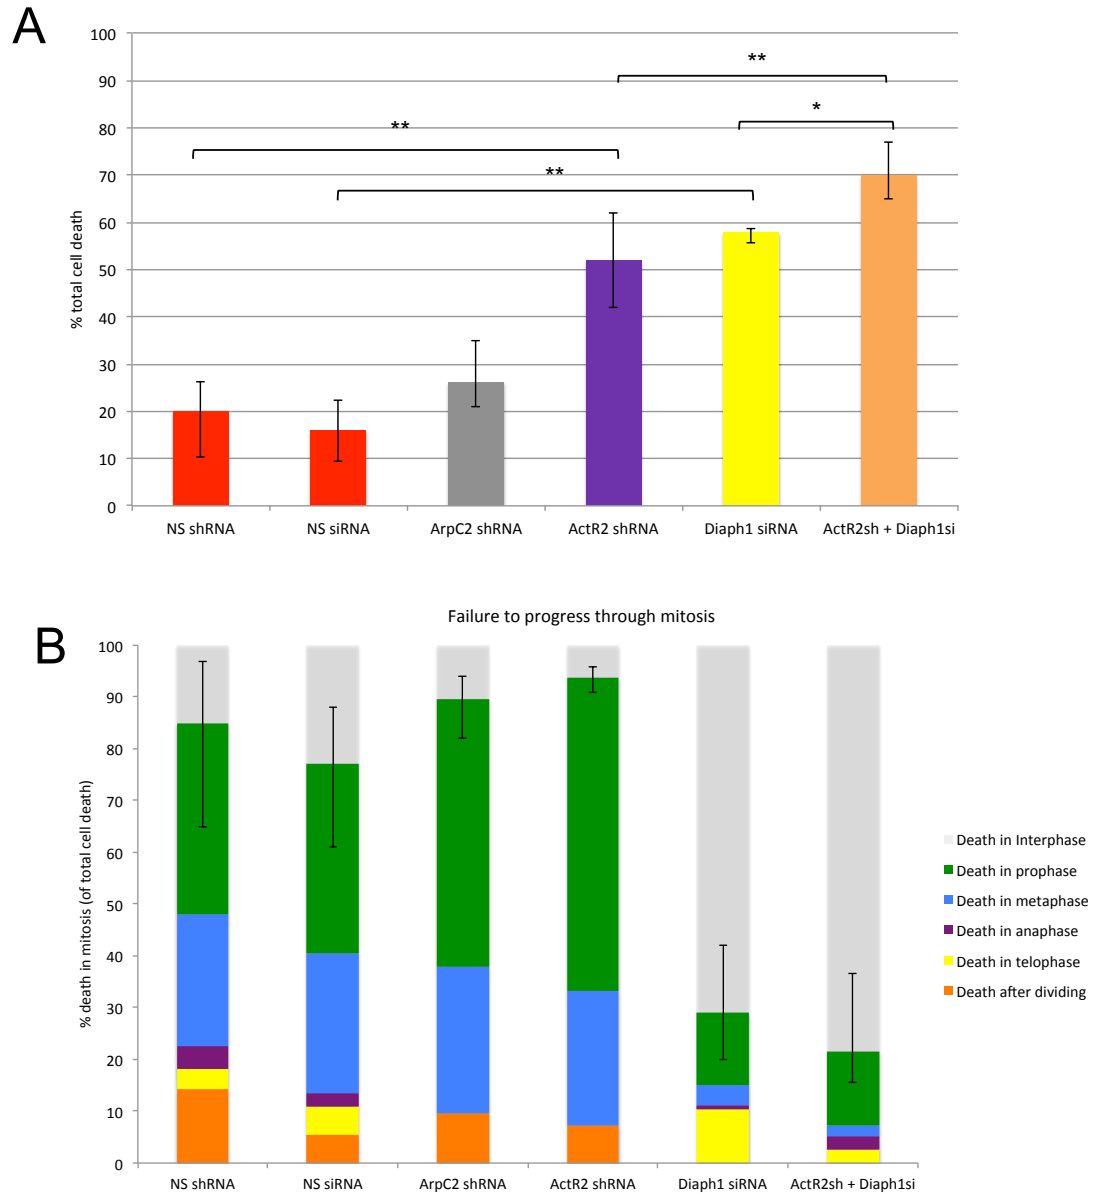 A
100
90
80
70
60
50
40
30
20
10
0
% total cell death
**
**
**
*
NS shRNA NS siRNA ArpC2 shRNA ActR2 shRNA Diaph1 siRNA ActR2sh + Diaph1si
B
Failure to progress through mitosis
100
90
80
70
60
50
40
30
20
10
0
% death in mitosis (of total cell death)
Death in Interphase
Death in prophase
Death in metaphase
Death in anaphase
Death in telophase
Death after dividing
NS shRNA NS siRNA ArpC2 shRNA ActR2 shRNA Diaph1 siRNA ActR2sh + Diaph1si